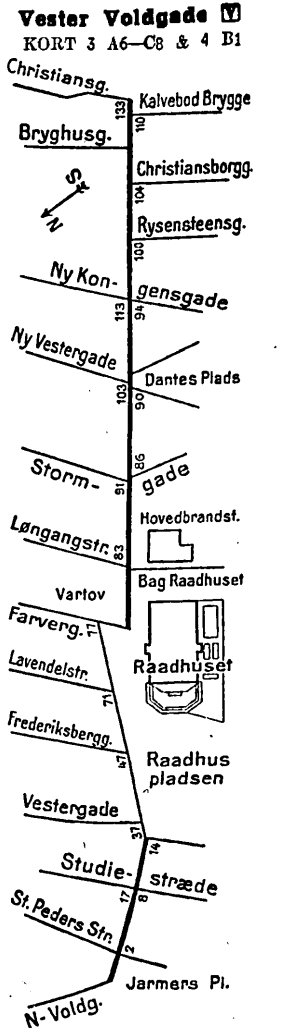 Vester Voldgade Y
KORT 3 A6—C8 & 4 B1
Christiansg.
133
Kalvebod Brygge
110
Bryghusg.
Christiansborgg.
104
S
N
Rysensteensg.
100
Ny Kon-
gensgade
113
94
Ny Vestergade
Dantes Plads
103
90
86
Storm-
gade
91
Hovedbrandst.
Løngangstr.
83
Bag Raadhuset
Vartov
Farverg.
77
Raadhuset
Lavendelstr.
71
Frederiksbergg.
47
Raadhus
pladsen
Vestergade
37
14
Studie-
stræde
17
8
St. Peders Str.
2
Jarmers Pl.
N-Voldg.